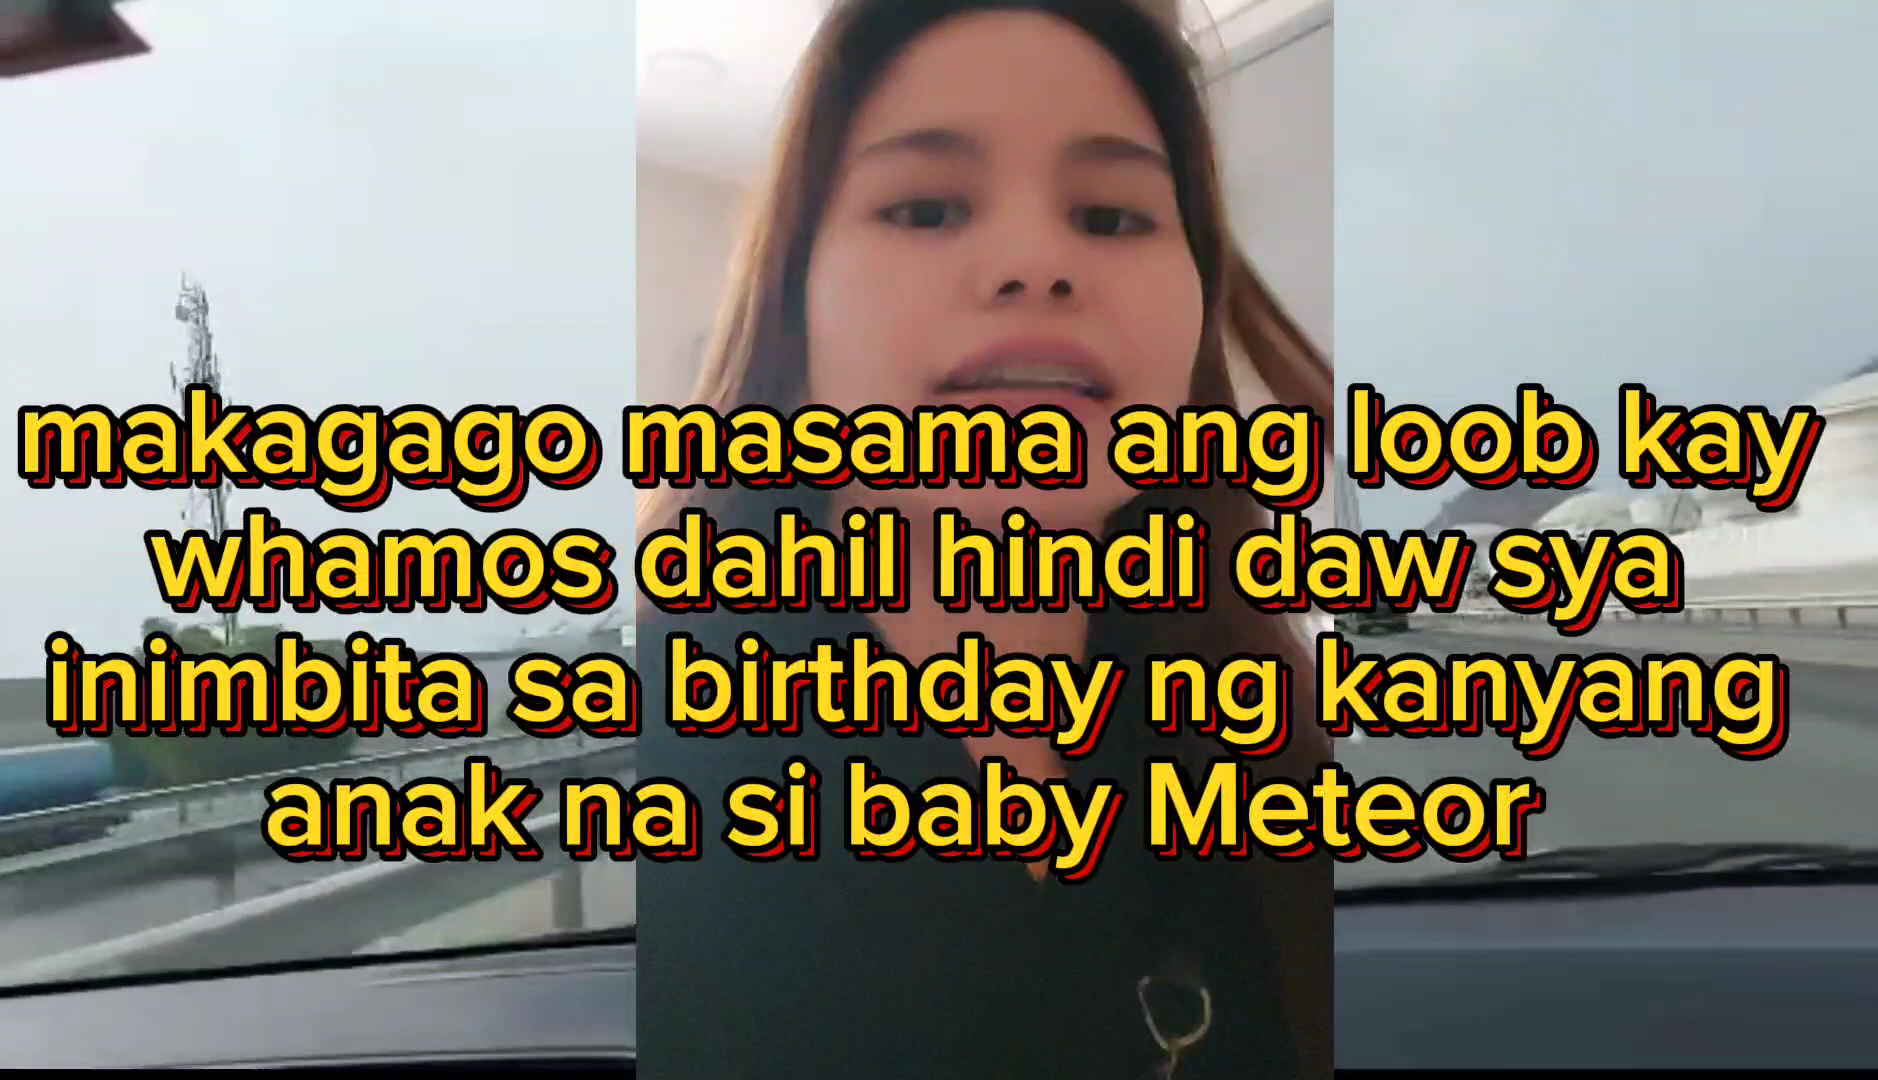 makagago masama ang loob kay
whamos dahil hindi daw sya
inimbita sa birthday ng kanyang
anak na si baby Meteor